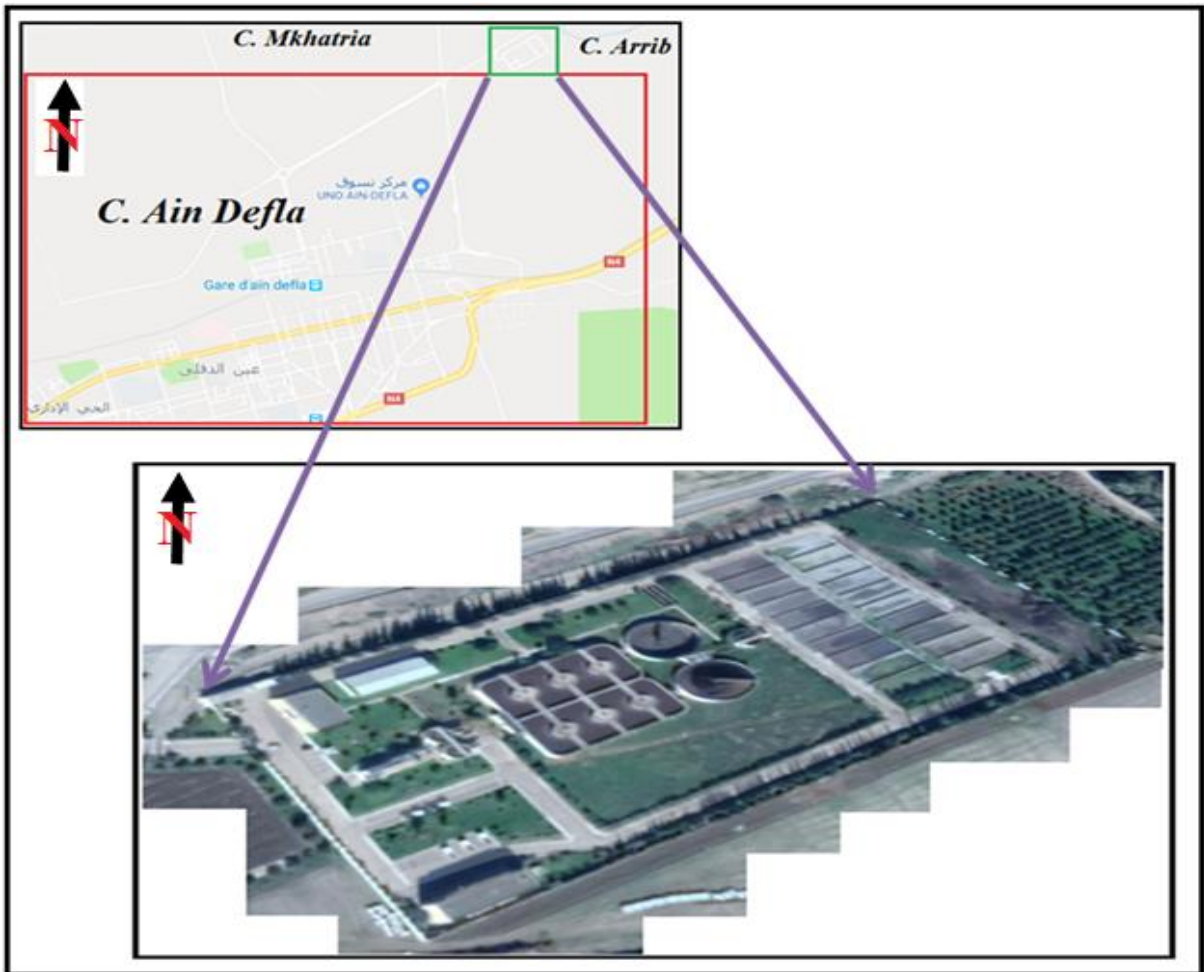 C. Mkhatria
C. Arrib
N
مركز تسوق
UNO AIN-DEFLA
C. Ain Defla
Gare d'ain defla
N4
عين الدفلى
N4
الحي الإداري
N